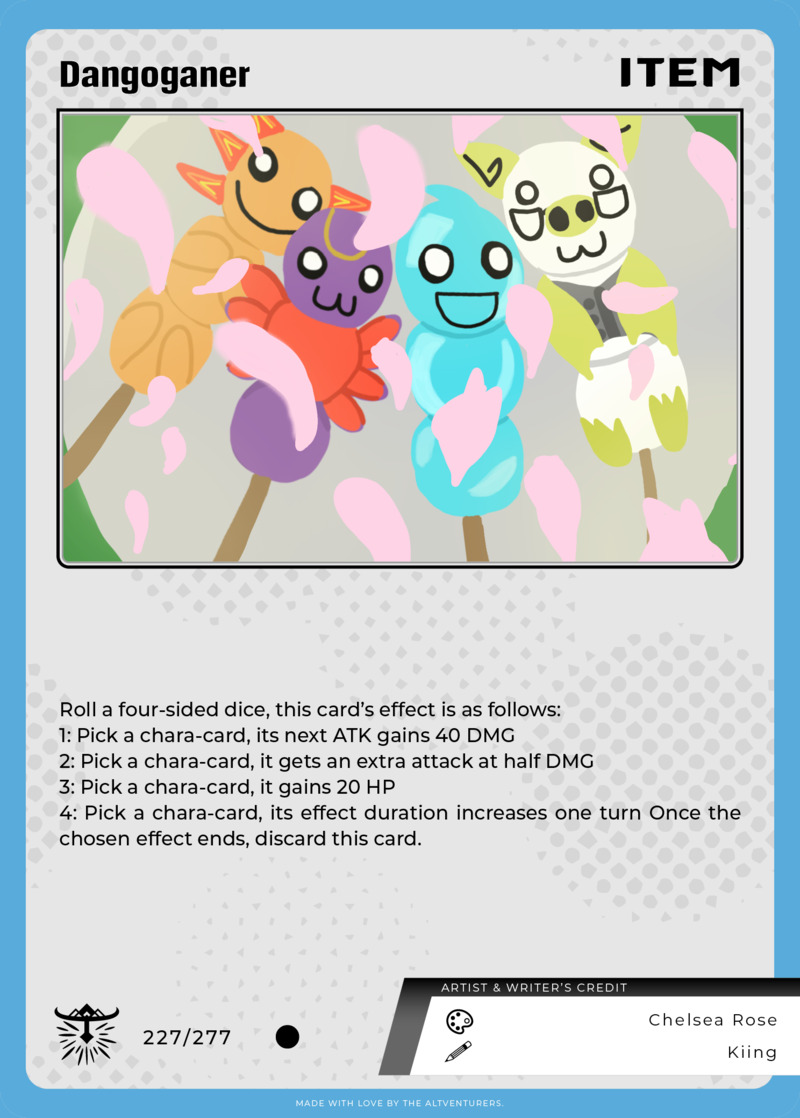 Dangoganer
ITEM
Roll a four-sided dice, this card's effect is as follows:
1: Pick a chara-card, its next ATK gains 40 DMG
2: Pick a chara-card, it gets an extra attack at half DMG
3: Pick a chara-card, it gains 20 HP
4: Pick a chara-card, its effect duration increases one turn Once the
chosen effect ends, discard this card.
ARTIST & WRITER'S CREDIT
Chelsea Rose
227/277
Kiing
MADE WITH LOVE BY THE ALTVENTURERS.